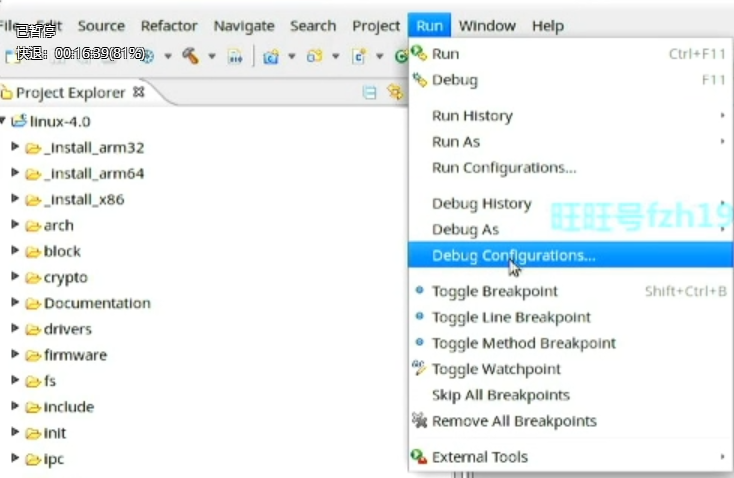 File Edit Source Refactor Navigate Search Project Run Window Help
已暂停
快退: 00:16:39(81%)
Project Explorer
linux-4.0
_install_arm32
_install_arm64
_install_x86
arch
block
crypto
Documentation
drivers
firmware
fs
include
init
ipc
Run Ctrl+F11
Debug F11
Run History
Run As
Run Configurations...
Debug History
旺旺号fzh19
Debug As
Debug Configurations...
Toggle Breakpoint Shift+Ctrl+B
Toggle Line Breakpoint
Toggle Method Breakpoint
Toggle Watchpoint
Skip All Breakpoints
Remove All Breakpoints
External Tools